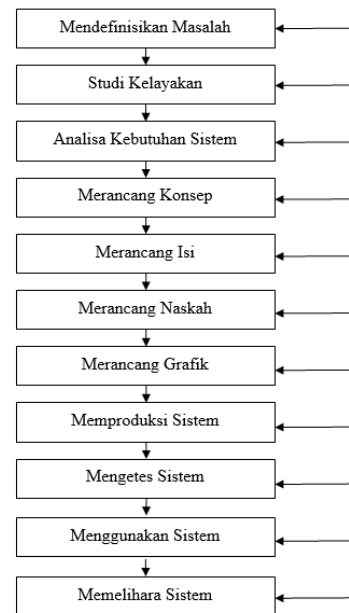 Mendefinisikan Masalah
Studi Kelayakan
Analisa Kebutuhan Sistem
Merancang Konsep
Merancang Isi
Merancang Naskah
Merancang Grafik
Memproduksi Sistem
Mengetes Sistem
Menggunakan Sistem
Memelihara Sistem